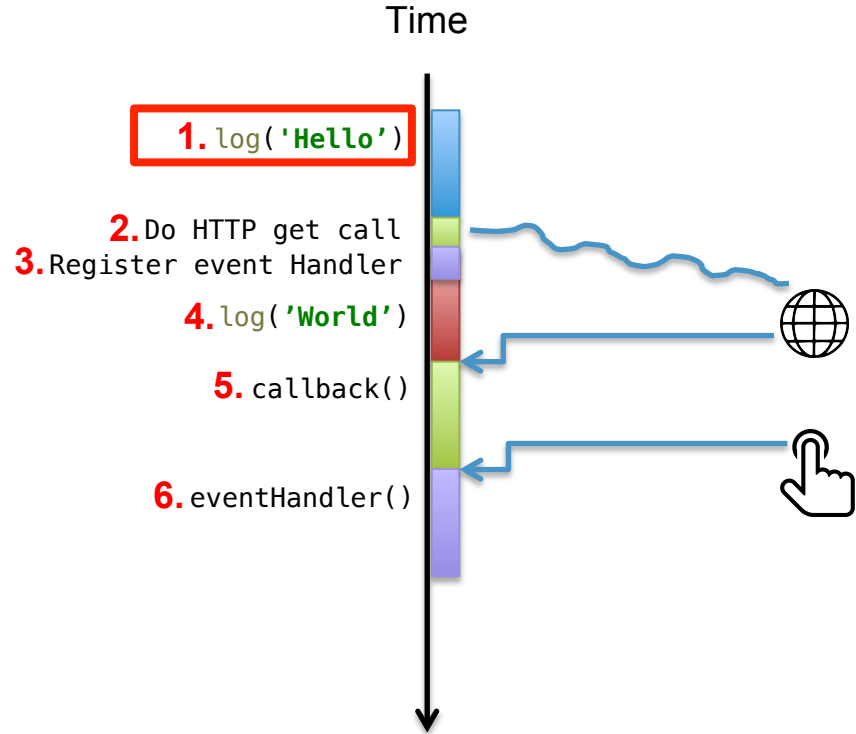 Time
1. log('Hello’)
2. Do HTTP get call
3. Register event Handler
4. log(’World’)
5. callback()
6. eventHandler()